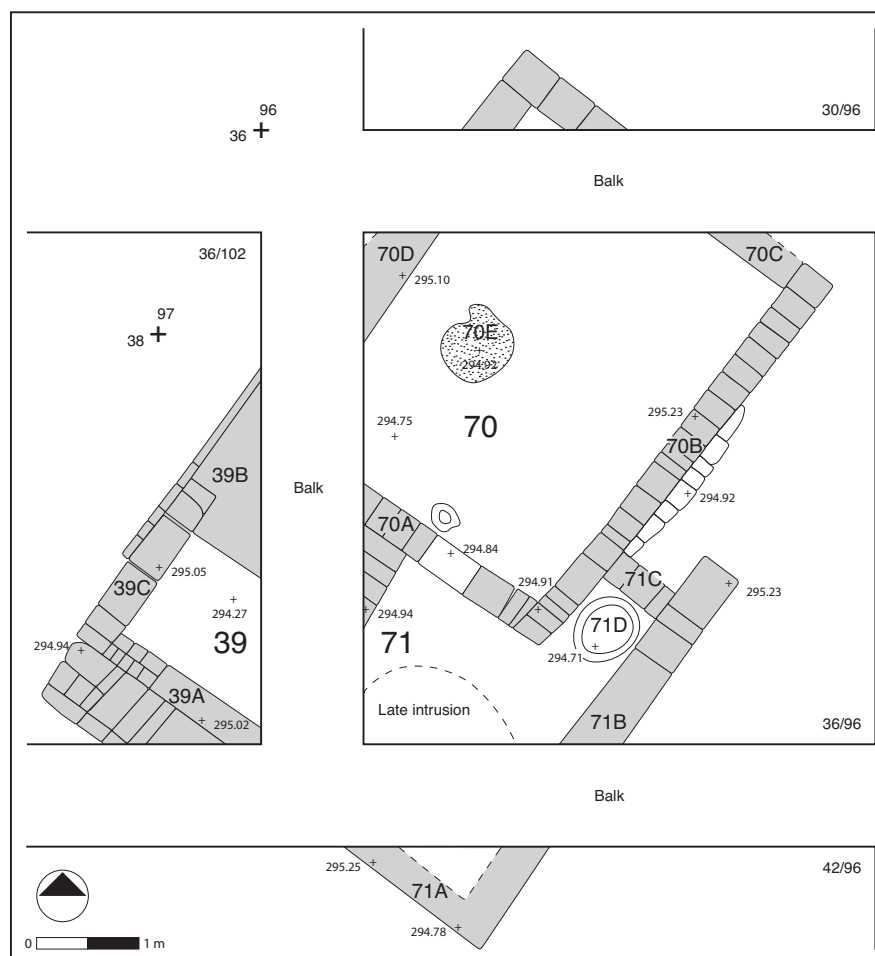 30/96
96
36
Balk
36/102
70D
295.10
70C
97
38
70E
294.92
295.23
294.75
70
70B
39B
Balk
294.92
70A
294.84
295.05
39C
294.91
71C
295.23
294.27
294.94
71D
294.94
39
71
294.71
39A
Late intrusion
295.02
71B
36/96
Balk
295.25
42/96
71A
294.78
0
1 m